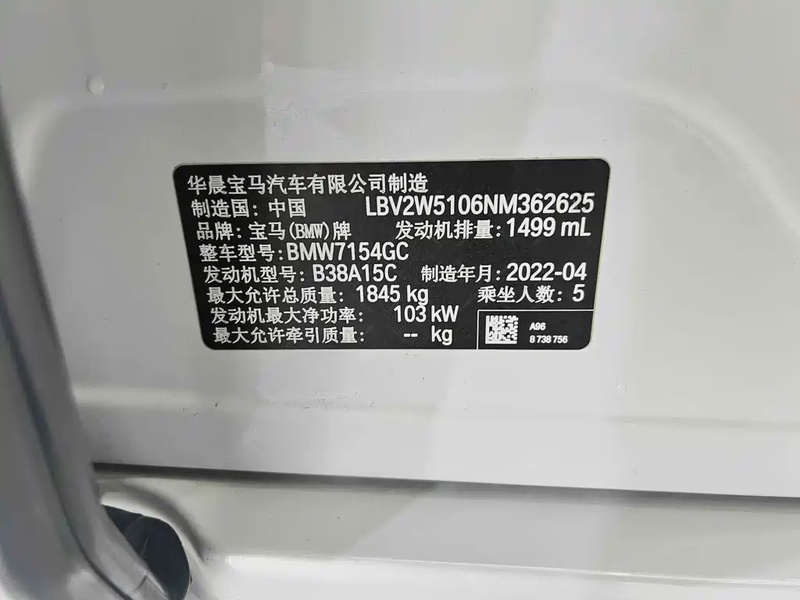 华晨宝马汽车有限公司制造
制造国: 中国 LBV2W5106NM362625
品牌: 宝马(BMW)牌 发动机排量: 1499 mL
整车型号: BMW7154GC
发动机型号: B38A15C 制造年月: 2022-04
最大允许总质量: 1845 kg 乘坐人数: 5
发动机最大净功率: 103 kW
最大允许牵引质量: -- kg
A96
8 738 756